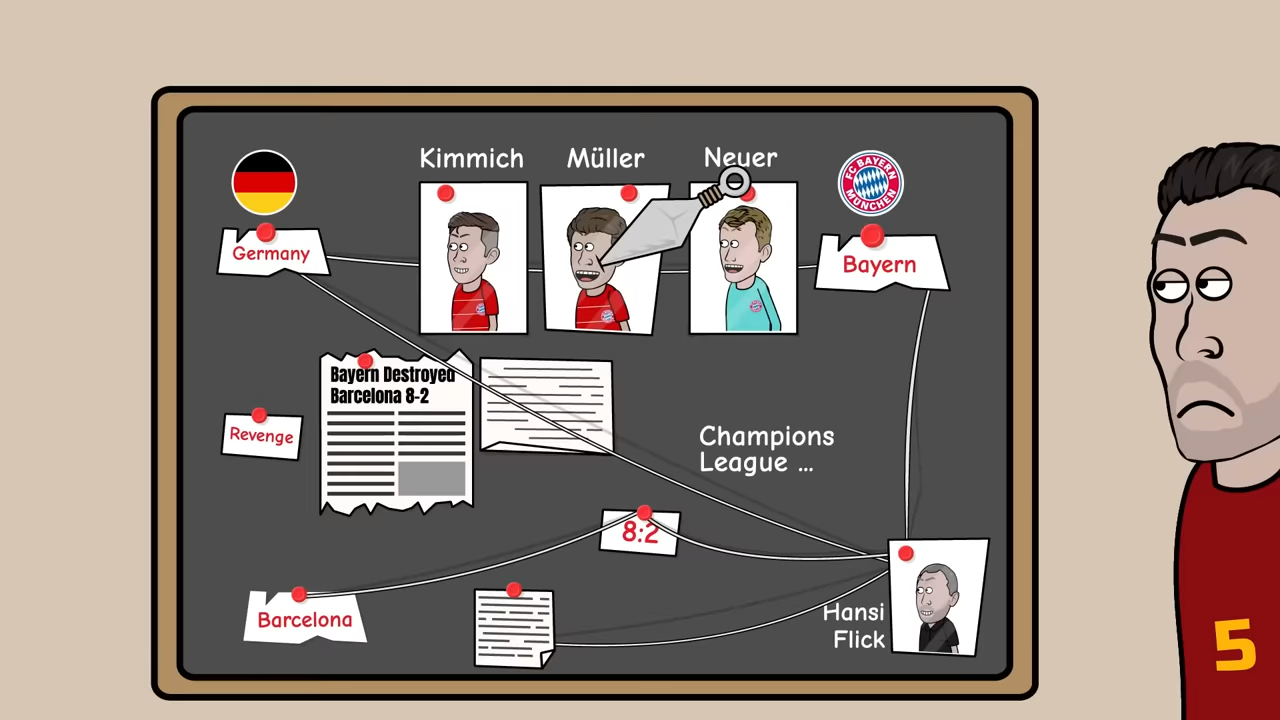 Kimmich
Müller
Neuer
FC BAYERN
MÜNCHEN
Germany
Bayern
Bayern Destroyed
Barcelona 8-2
Revenge
Champions
League ...
8:2
Barcelona
Hansi
Flick
5